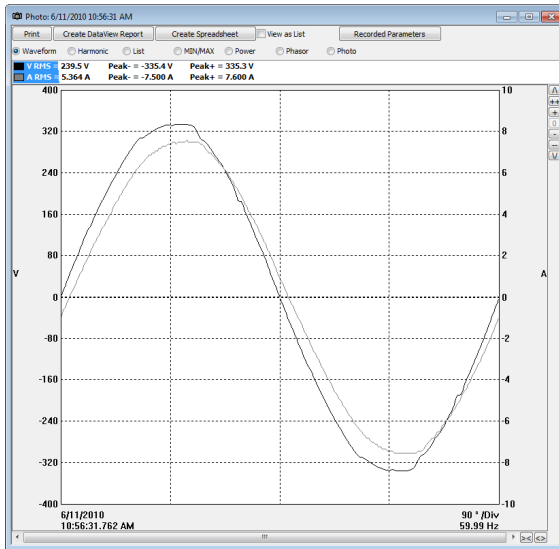 Photo: 6/11/2010 10:56:31 AM
Print Create DataView Report Create Spreadsheet View as List Recorded Parameters
Waveform Harmonic List MIN/MAX Power Phasor Photo
V RMS = 239.5 V Peak- = -335.4 V Peak+ = 335.3 V
A RMS = 5.364 A Peak- = -7.500 A Peak+ = 7.600 A
400 10
320 8
240 6
160 4
80 2
V 0 0 A
-80 -2
-160 -4
-240 -6
-320 -8
-400 -10
6/11/2010 90 °/Div
10:56:31.762 AM 59.99 Hz
/\
++
+
0
-
--
\/
>< <>